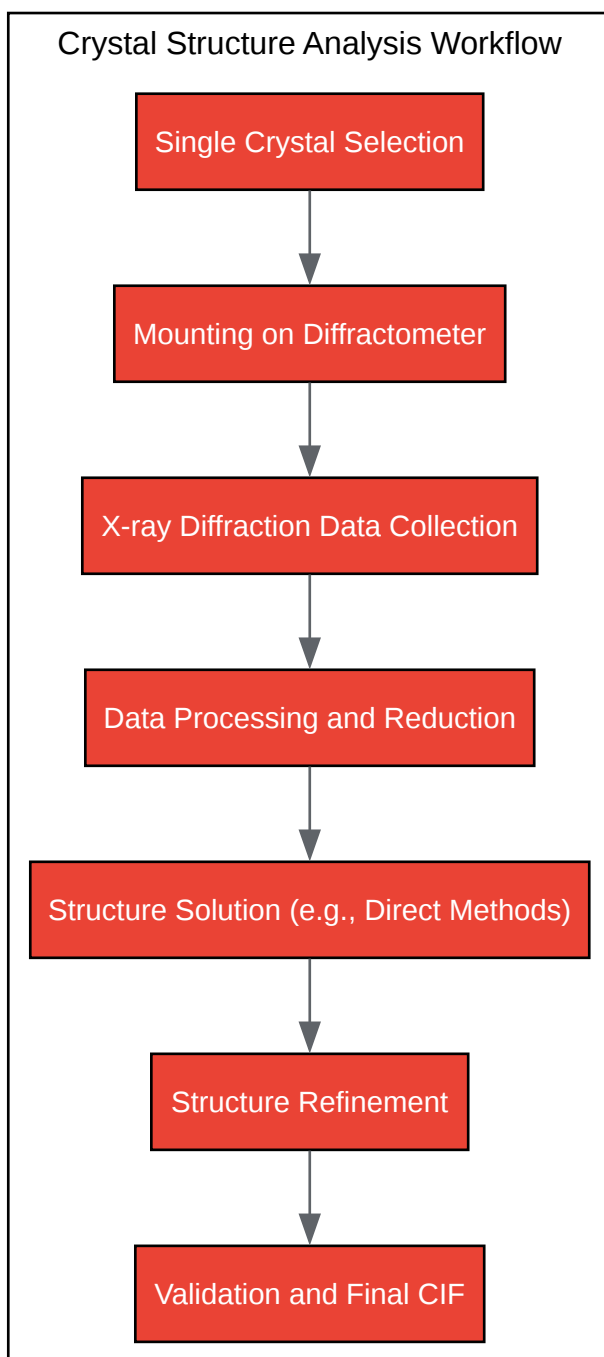 Crystal Structure Analysis Workflow
Single Crystal Selection
Mounting on Diffractometer
X-ray Diffraction Data Collection
Data Processing and Reduction
Structure Solution (e.g., Direct Methods)
Structure Refinement
Validation and Final CIF